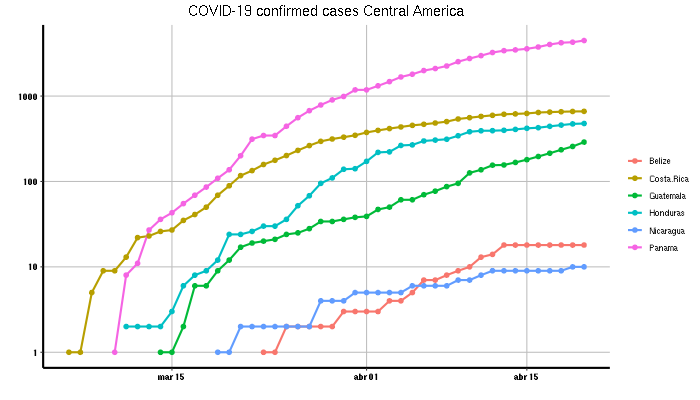 COVID-19 confirmed cases Central America
1000
100
10
1
mar 15
abr 01
abr 15
Belize
Costa.Rica
Guatemala
Honduras
Nicaragua
Panama